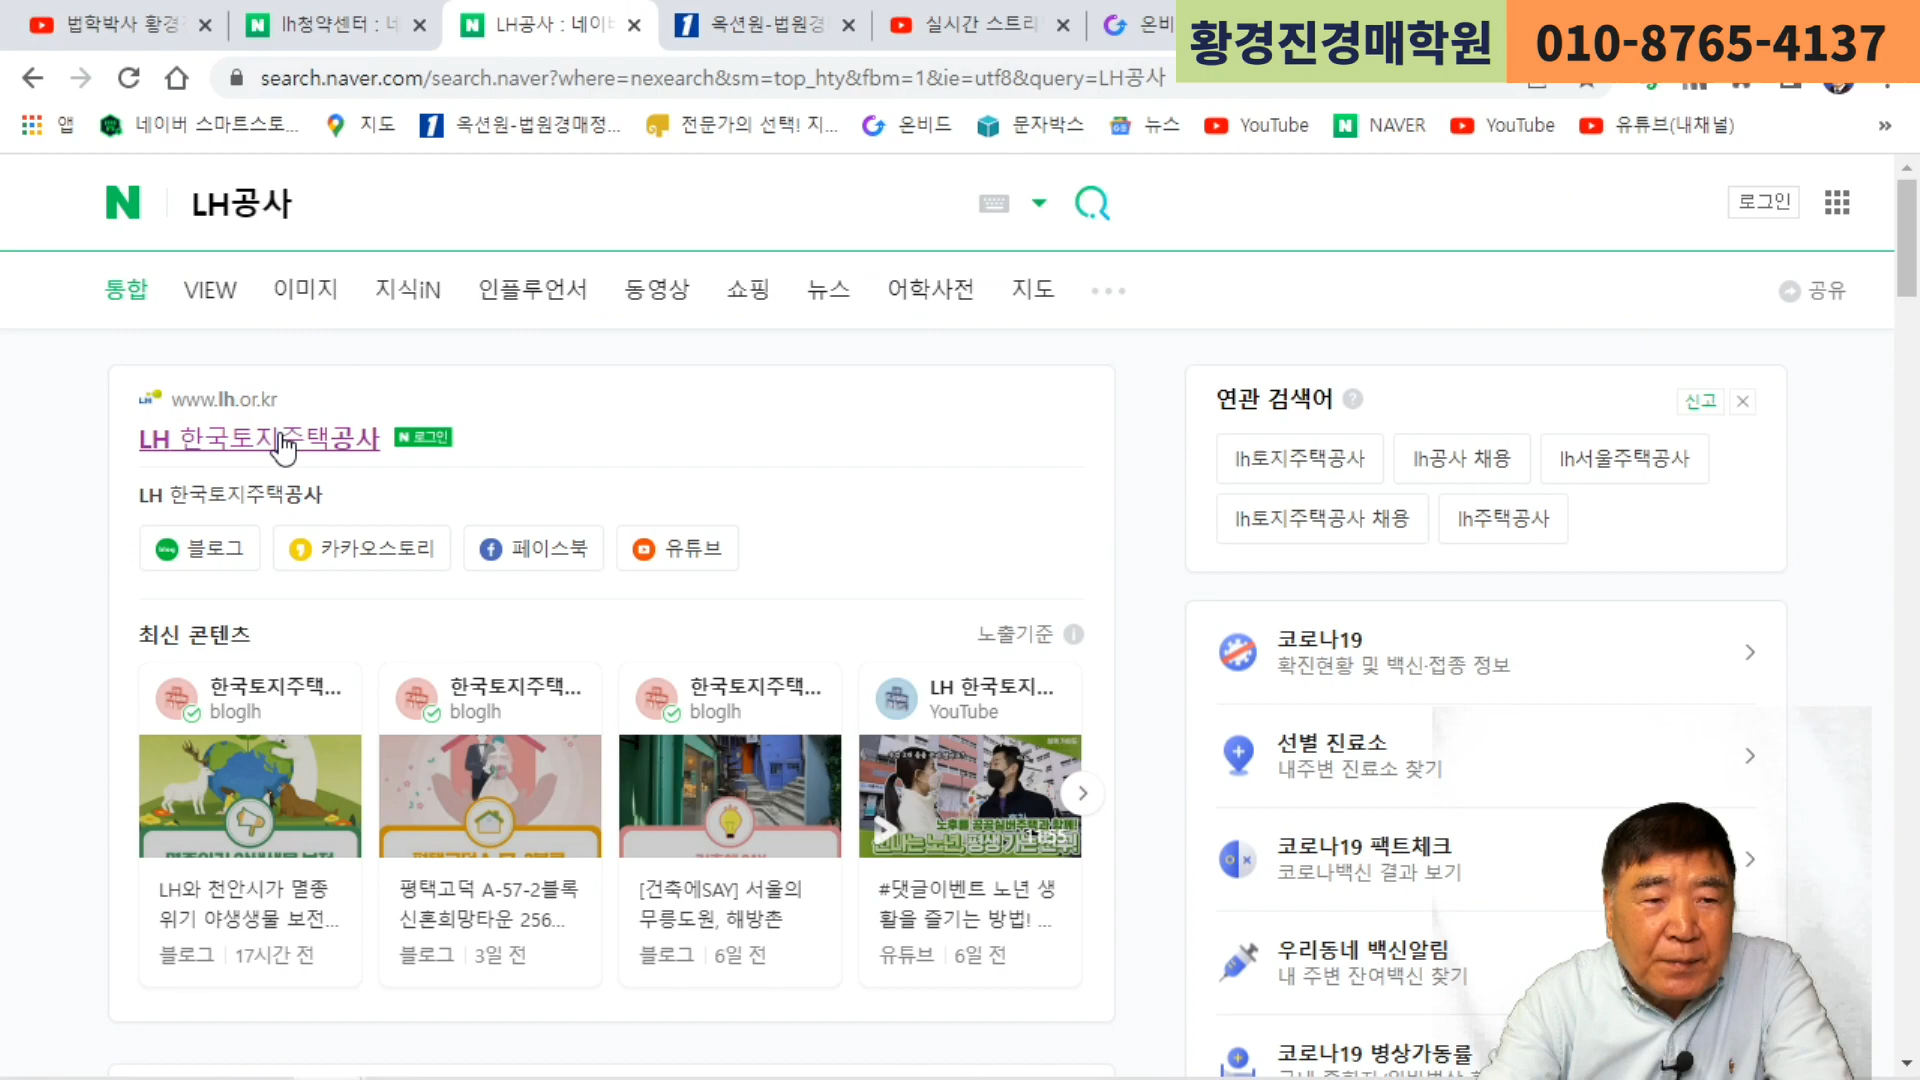 법학박사 황경
lh청약센터 : 네
LH공사 : 네이
옥션원-법원경
실시간 스트리
온비
황경진경매학원
010-8765-4137
search.naver.com/search.naver?where=nexearch&sm=top_hty&fbm=1&ie=utf8&query=LH공사
앱
네이버 스마트스토...
지도
옥션원-법원경매정...
전문가의 선택! 지...
온비드
문자박스
뉴스
YouTube
NAVER
YouTube
유튜브(내채널)
LH공사
로그인
통합
VIEW
이미지
지식iN
인플루언서
동영상
쇼핑
뉴스
어학사전
지도
공유
www.lh.or.kr
LH 한국토지주택공사
N 로그인
LH 한국토지주택공사
블로그
카카오스토리
페이스북
유튜브
최신 콘텐츠
노출기준
한국토지주택...
bloglh
한국토지주택...
bloglh
한국토지주택...
bloglh
LH 한국토지...
YouTube
노후를 공공실버주택과 함께!
11:55
LH와 천안시가 멸종
위기 야생생물 보전...
블로그
17시간 전
평택고덕 A-57-2블록
신혼희망타운 256...
블로그
3일 전
[건축에SAY] 서울의
무릉도원, 해방촌
블로그
6일 전
#댓글이벤트 노년 생
활을 즐기는 방법! ...
유튜브
6일 전
연관 검색어
신고
lh토지주택공사
lh공사 채용
lh서울주택공사
lh토지주택공사 채용
lh주택공사
코로나19
확진현황 및 백신·접종 정보
선별 진료소
내주변 진료소 찾기
코로나19 팩트체크
코로나백신 결과 보기
우리동네 백신알림
내 주변 잔여백신 찾기
코로나19 병상가동률